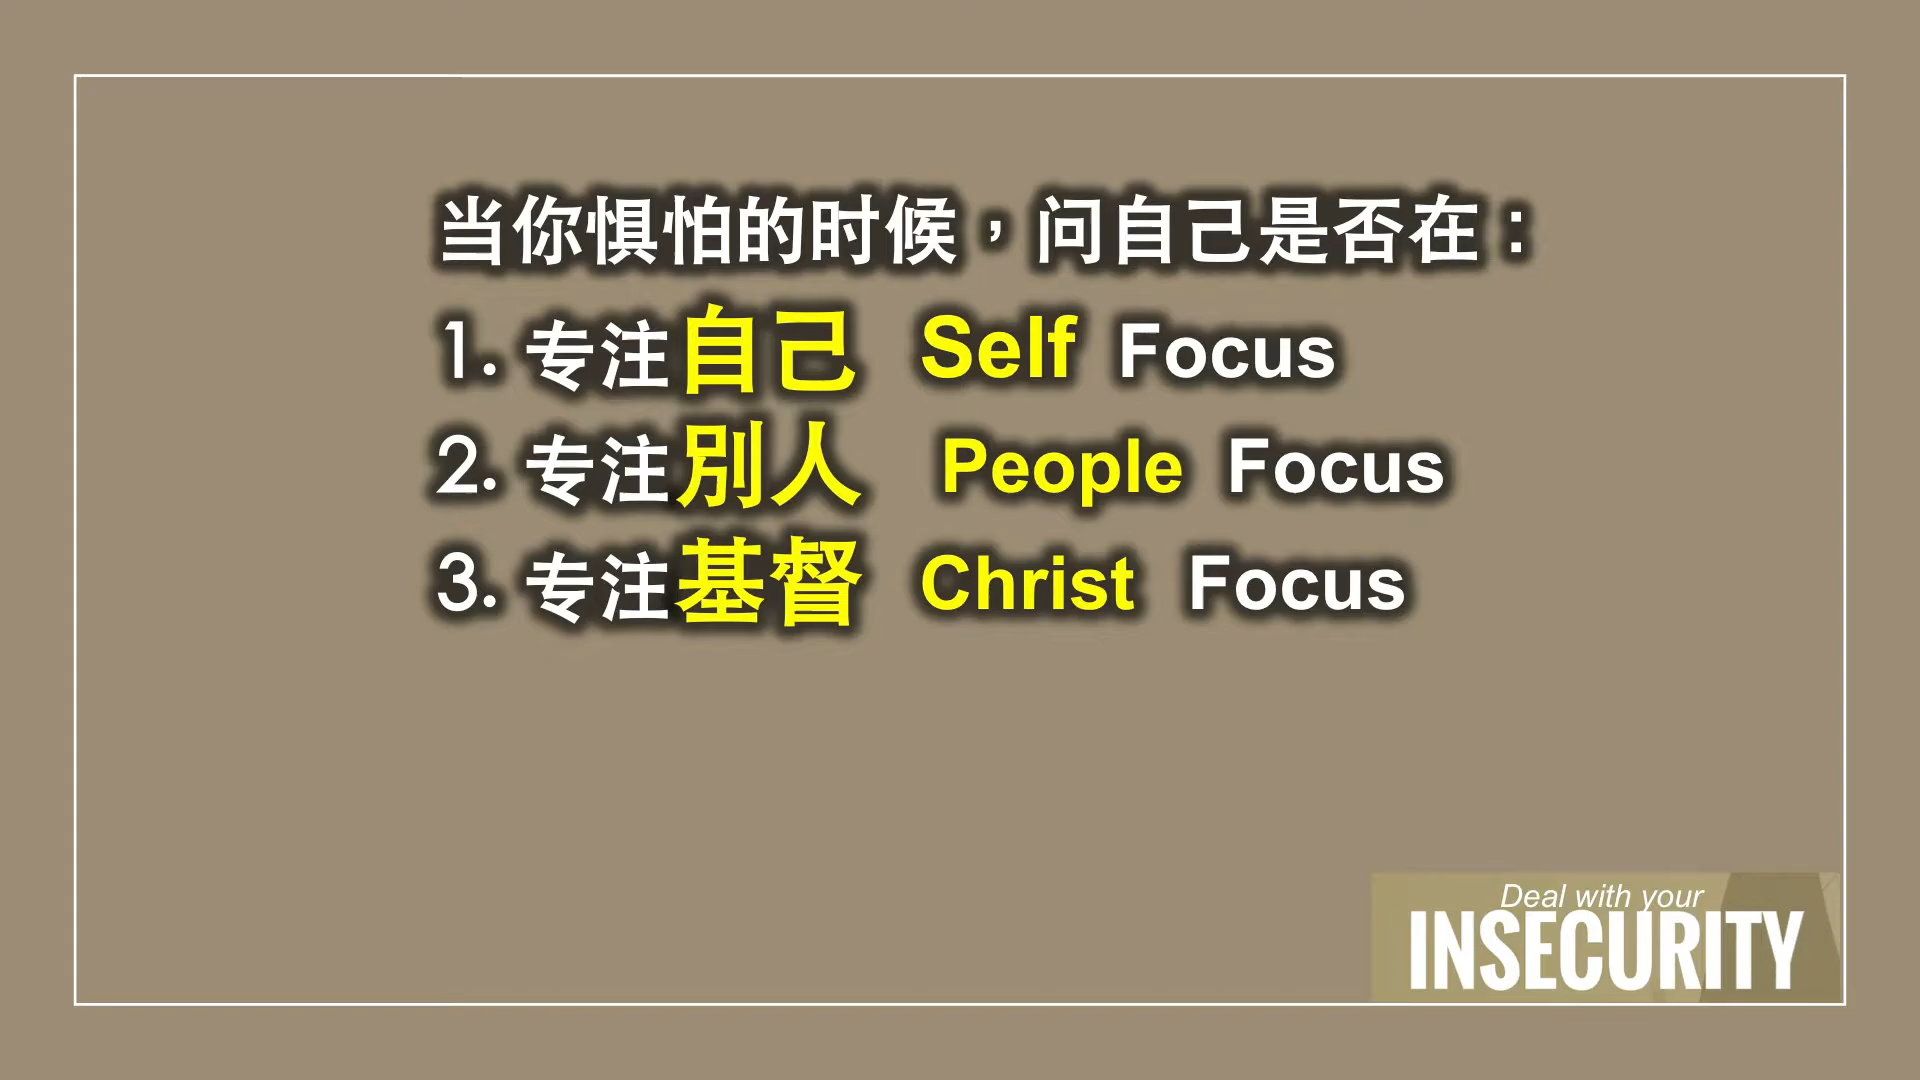 当你惧怕的时候，问自己是否在：
1. 专注自己 Self Focus
2. 专注別人 People Focus
3. 专注基督 Christ Focus
Deal with your
INSECURITY